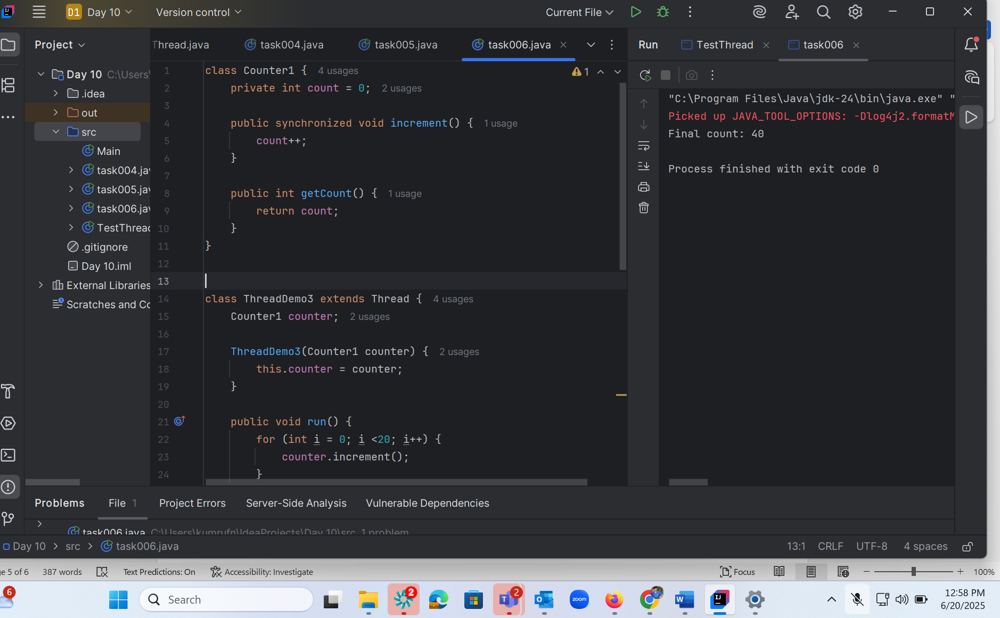 D1 Day 10 Version control Current File
Project
Thread.java task004.java task005.java task006.java
Run TestThread task006
Day 10 C:\Users\
.idea
out
src
Main
task004.jav
task005.jav
task006.jav
TestThread
.gitignore
Day 10.iml
External Libraries
Scratches and Co
1 class Counter1 { 4 usages
2 private int count = 0; 2 usages
3
4 public synchronized void increment() { 1 usage
5 count++;
6 }
7
8 public int getCount() { 1 usage
9 return count;
10 }
11 }
12
13
14 class ThreadDemo3 extends Thread { 4 usages
15 Counter1 counter; 2 usages
16
17 ThreadDemo3(Counter1 counter) { 2 usages
18 this.counter = counter;
19 }
20
21 public void run() {
22 for (int i = 0; i <20; i++) {
23 counter.increment();
24 }
1
"C:\Program Files\Java\jdk-24\bin\java.exe" "
Picked up JAVA_TOOL_OPTIONS: -Dlog4j2.formatM
Final count: 40
Process finished with exit code 0
Problems File 1 Project Errors Server-Side Analysis Vulnerable Dependencies
task006.java C:\Users\kumrufn\IdeaProjects\Day 10\src 1 problem
Day 10 > src > task006.java
13:1 CRLF UTF-8 4 spaces
ge 5 of 6 387 words Text Predictions: On Accessibility: Investigate Focus 100%
6 Search 2 2 zoom 12:58 PM
6/20/2025